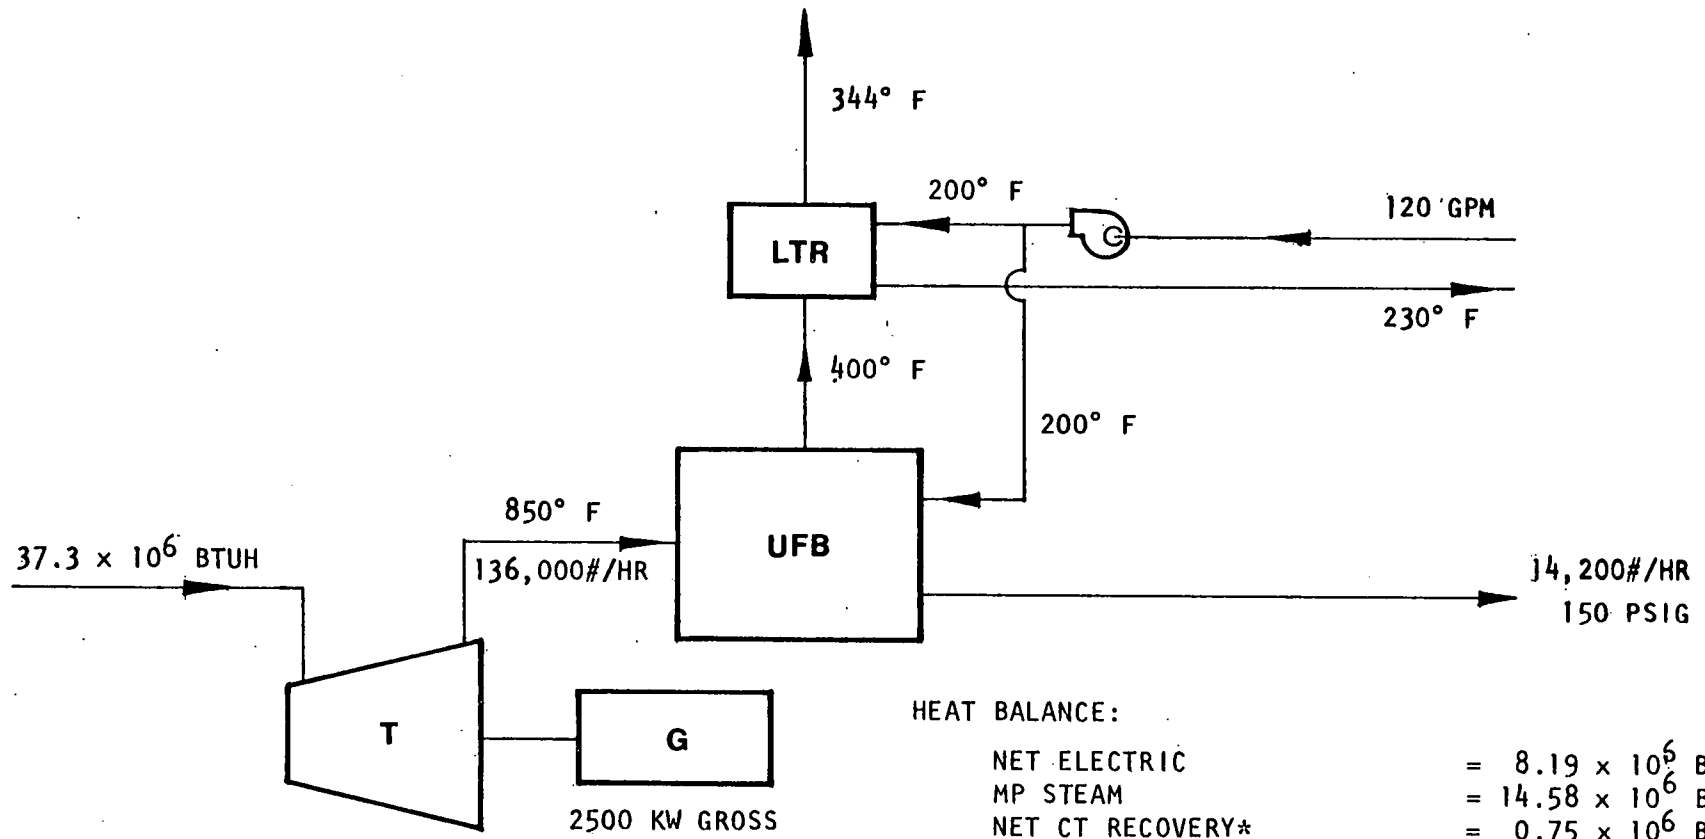 344° F
200° F
120 GPM
LTR
230° F
400° F
200° F
850° F
37.3 x 10⁶ BTUH
136,000#/HR
UFB
14,200#/HR
150 PSIG
HEAT BALANCE:
T
G
NET ELECTRIC = 8.19 x 10⁶ B
MP STEAM = 14.58 x 10⁶ B
2500 KW GROSS
NET CT RECOVERY* = 0.75 x 10⁶ B